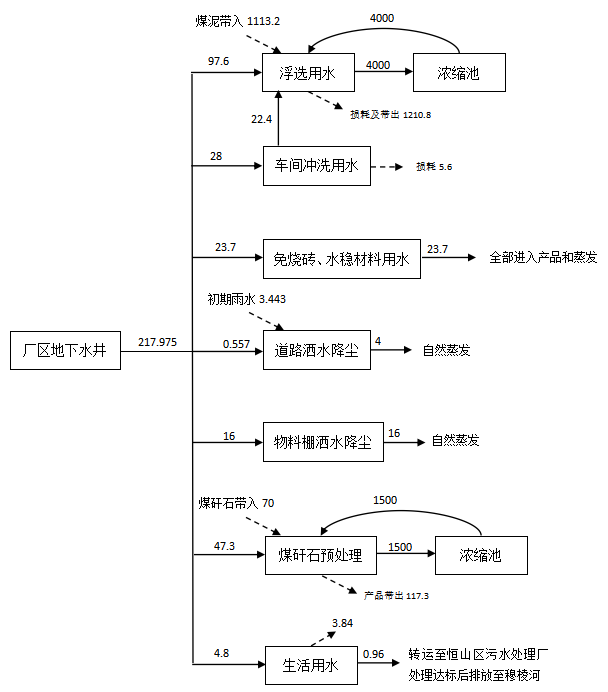 煤泥带入 1113.2
4000
97.6
浮选用水
4000
浓缩池
损耗及带出 1210.8
22.4
28
车间冲洗用水
损耗 5.6
23.7
免烧砖、水稳材料用水
23.7
全部进入产品和蒸发
初期雨水 3.443
厂区地下水井
217.975
0.557
道路洒水降尘
4
自然蒸发
16
物料棚洒水降尘
16
自然蒸发
煤矸石带入 70
1500
47.3
煤矸石预处理
1500
浓缩池
产品带出 117.3
3.84
4.8
生活用水
0.96
转运至恒山区污水处理厂
处理达标后排放至穆棱河